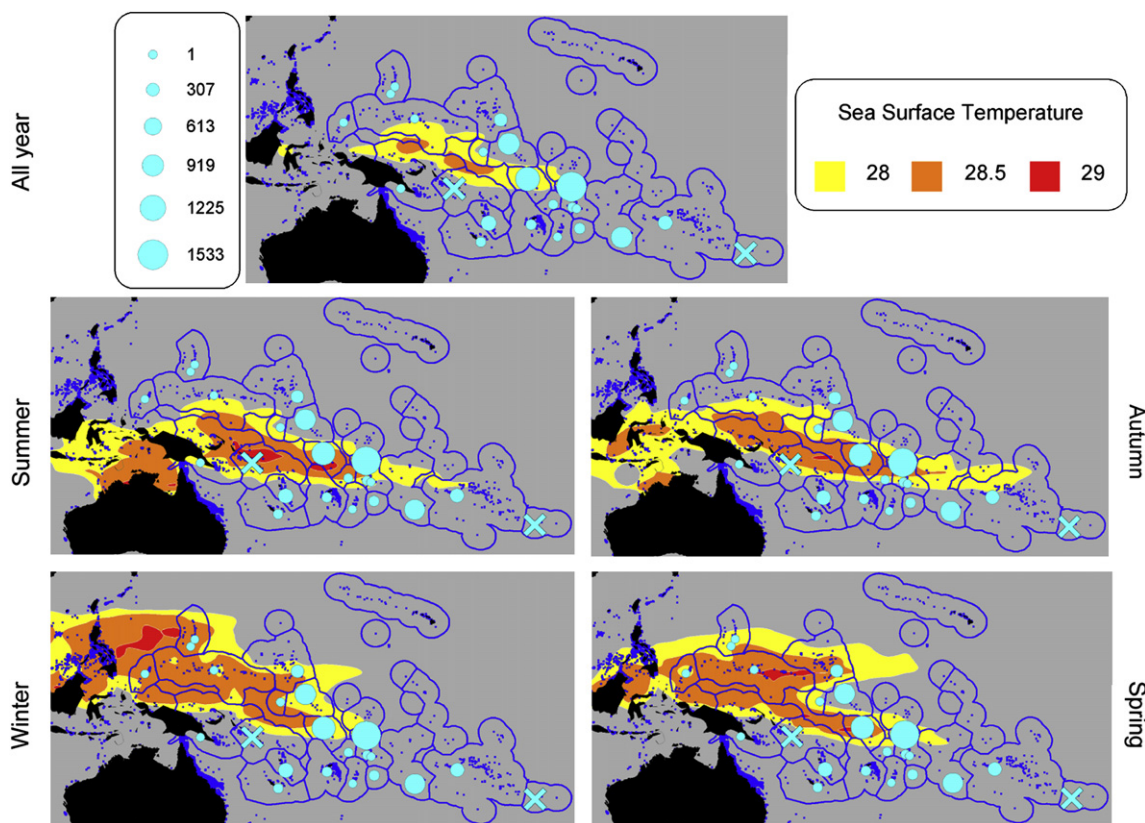 All year
1
307
613
919
1225
1533
Sea Surface Temperature
28 28.5 29
Summer
Autumn
Winter
Spring